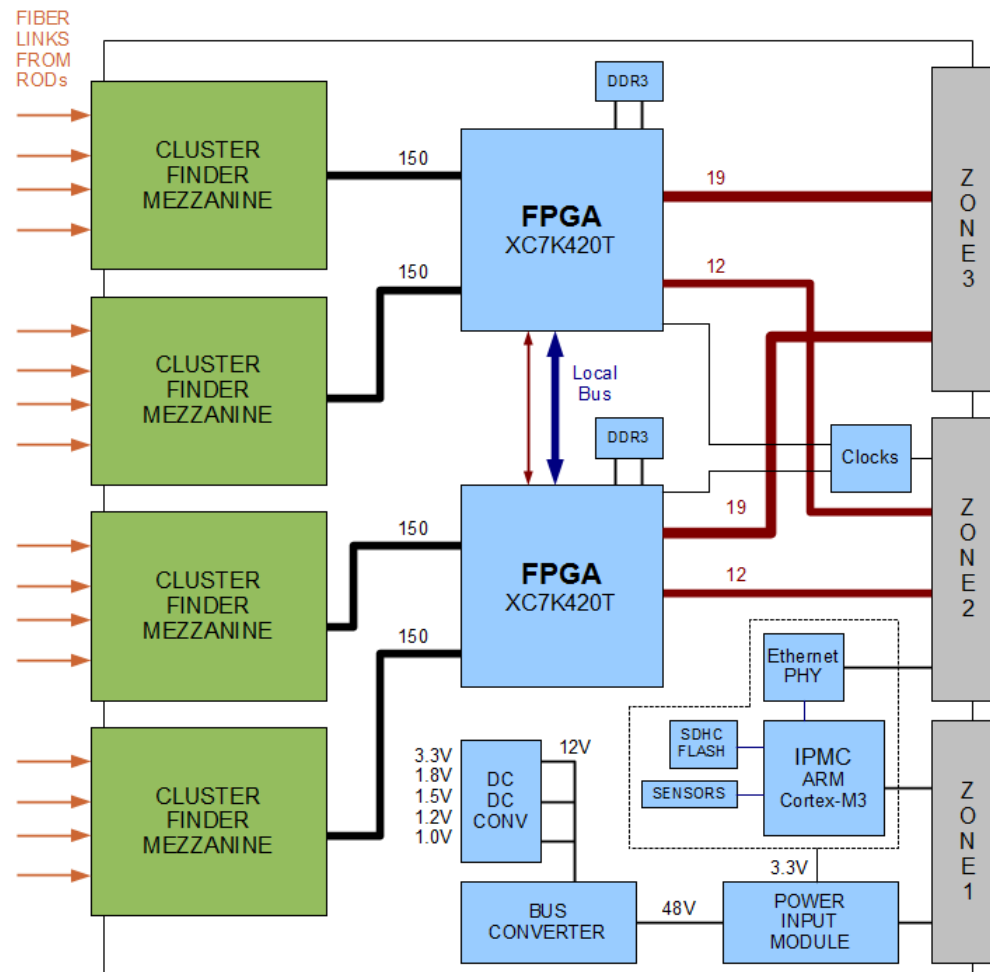 FIBER
LINKS
FROM
RODs
CLUSTER
FINDER
MEZZANINE
150
FPGA
XC7K420T
DDR3
19
12
ZONE3
CLUSTER
FINDER
MEZZANINE
150
Local
Bus
DDR3
Clocks
CLUSTER
FINDER
MEZZANINE
150
FPGA
XC7K420T
19
12
ZONE2
150
CLUSTER
FINDER
MEZZANINE
Ethernet
PHY
SDHC
FLASH
SENSORS
IPMC
ARM
Cortex-M3
ZONE1
3.3V
1.8V
1.5V
1.2V
1.0V
DC
DC
CONV
12V
BUS
CONVERTER
48V
3.3V
POWER
INPUT
MODULE